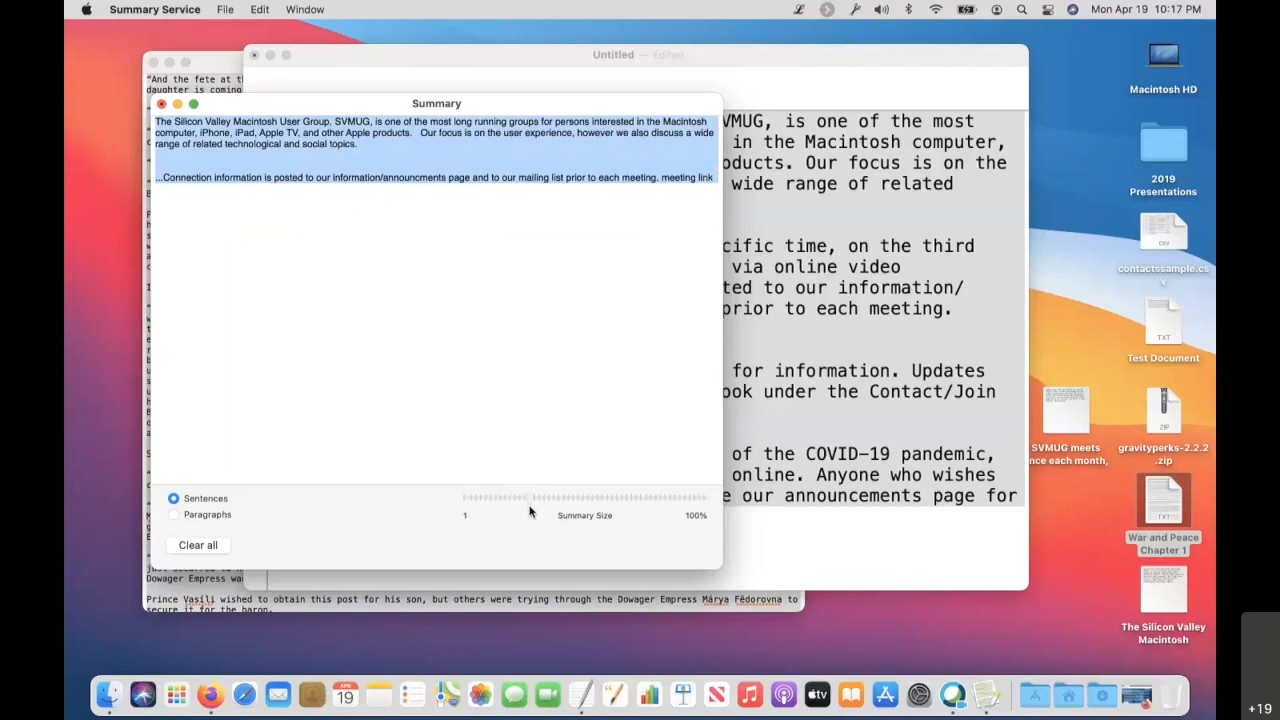 Summary Service File Edit Window
Mon Apr 19 10:17 PM
Untitled — Edited
"And the fete at th
daughter is coming
Summary
The Silicon Valley Macintosh User Group, SVMUG, is one of the most long running groups for persons interested in the Macintosh
computer, iPhone, iPad, Apple TV, and other Apple products. Our focus is on the user experience, however we also discuss a wide
range of related technological and social topics.
...Connection information is posted to our information/announcments page and to our mailing list prior to each meeting. meeting link
Sentences
Paragraphs
1
Summary Size
100%
Clear all
VMUG, is one of the most
in the Macintosh computer,
oducts. Our focus is on the
wide range of related
cific time, on the third
via online video
ted to our information/
prior to each meeting.
for information. Updates
ook under the Contact/Join
of the COVID-19 pandemic,
online. Anyone who wishes
e our announcements page for
Dowager Empress wa
Prince Vasíli wished to obtain this post for his son, but others were trying through the Dowager Empress Márya Fëdorovna to
secure it for the baron.
Macintosh HD
2019
Presentations
CSV
contactssample.cs
v
TXT
Test Document
SVMUG meets
nce each month,
ZIP
gravityperks-2.2.2
.zip
TXT
War and Peace
Chapter 1
The Silicon Valley
Macintosh
APR
19
tv
+19